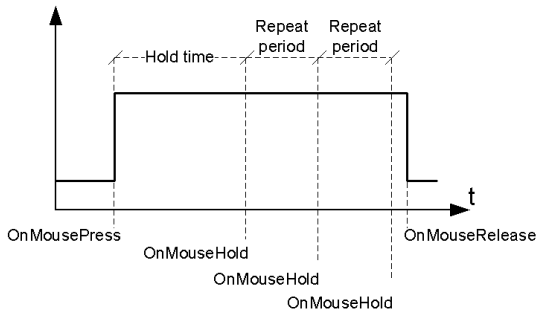 Repeat
period
Repeat
period
Hold time
t
OnMousePress
OnMouseRelease
OnMouseHold
OnMouseHold
OnMouseHold